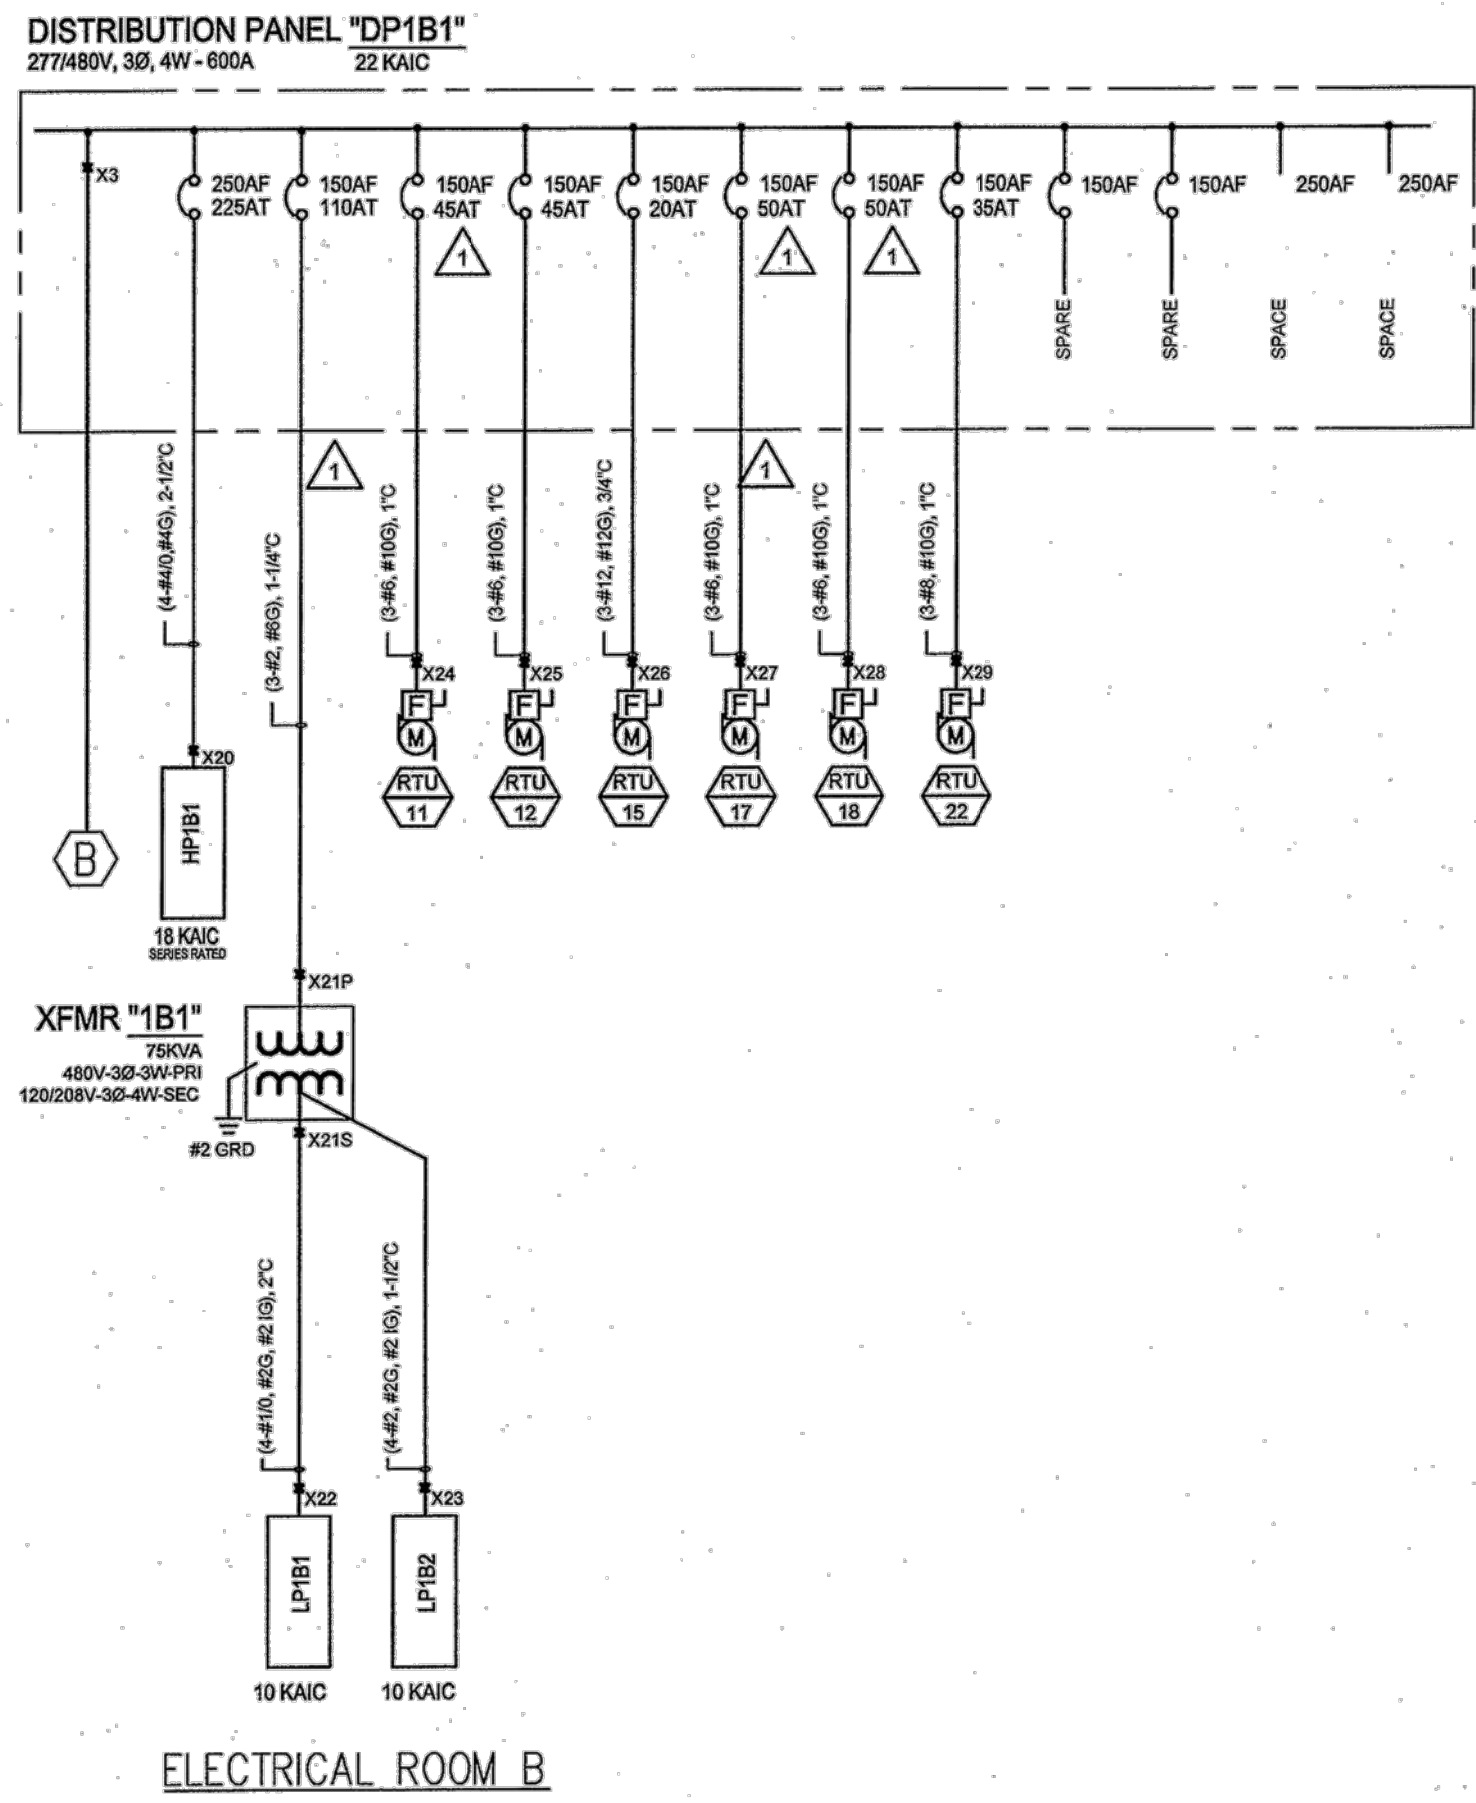 DISTRIBUTION PANEL "DP1B1"
277/480V, 3Ø, 4W - 600A
22 KAIC
X3
250AF
225AT
150AF
110AT
150AF
45AT
150AF
45AT
150AF
20AT
150AF
50AT
150AF
50AT
150AF
35AT
150AF
150AF
250AF
250AF
1
1
1
SPARE
SPARE
SPACE
SPACE
1
1
(4-#4/0,#4G), 2-1/2"C
(3-#2, #6G), 1-1/4"C
(3-#6, #10G), 1"C
(3-#6, #10G), 1"C
(3-#12, #12G), 3/4"C
(3-#6, #10G), 1"C
(3-#6, #10G), 1"C
(3-#8, #10G), 1"C
X24
X25
X26
X27
X28
X29
F
F
F
F
F
F
M
M
M
M
M
M
X20
RTU
11
RTU
12
RTU
15
RTU
17
RTU
18
RTU
22
B
HP1B1
18 KAIC
SERIES RATED
X21P
XFMR "1B1"
75KVA
480V-3Ø-3W-PRI
120/208V-3Ø-4W-SEC
#2 GRD
X21S
(4-#1/0, #2G, #2 IG), 2"C
(4-#2, #2G, #2 IG), 1-1/2"C
X22
X23
LP1B1
LP1B2
10 KAIC
10 KAIC
ELECTRICAL ROOM B